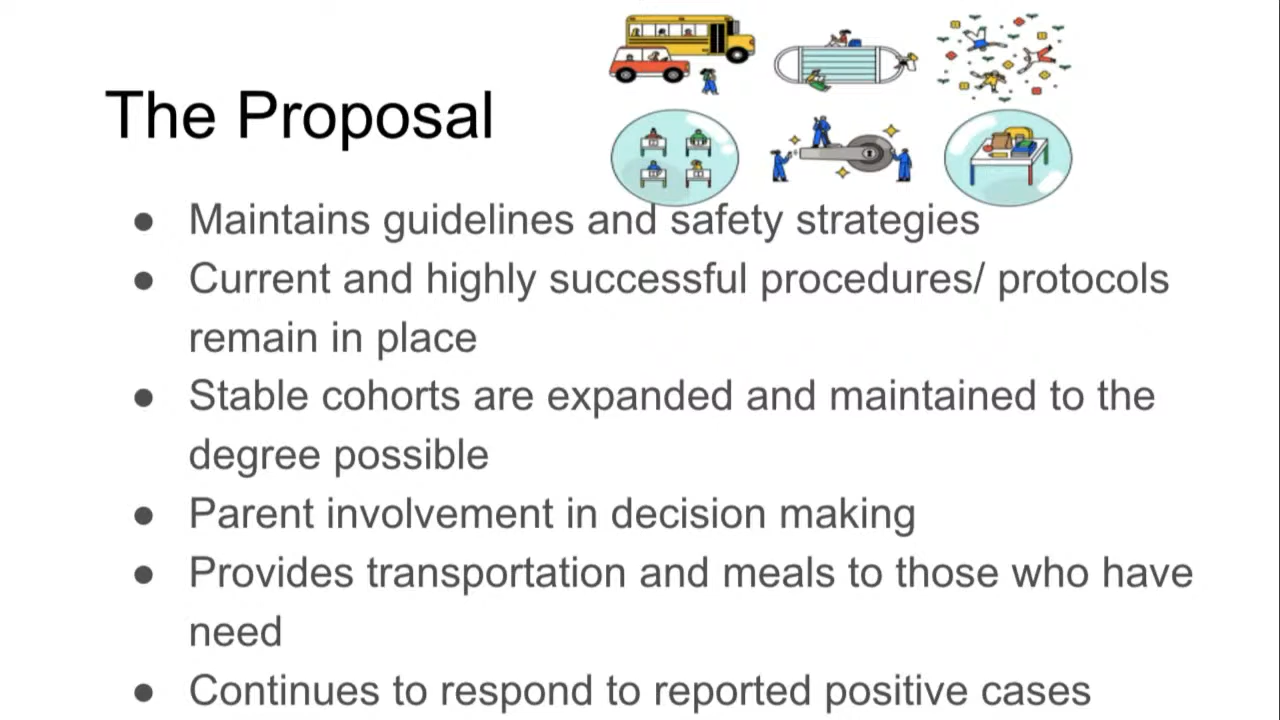 The Proposal
● Maintains guidelines and safety strategies
● Current and highly successful procedures/ protocols
remain in place
● Stable cohorts are expanded and maintained to the
degree possible
● Parent involvement in decision making
● Provides transportation and meals to those who have
need
● Continues to respond to reported positive cases